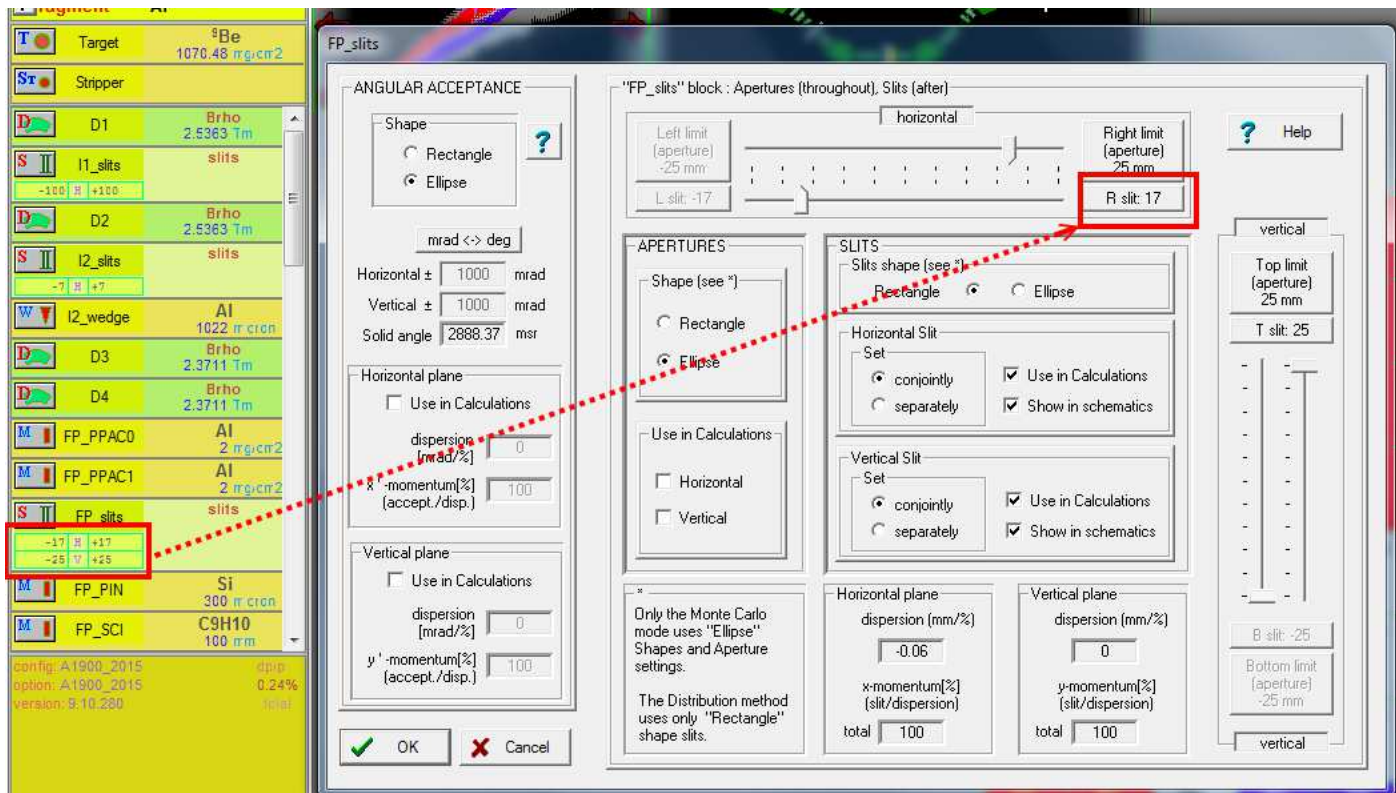 Target
⁹Be
1070.48 mg/cm2
Stripper
D1
Brho
2.5363 Tm
I1_slits
slits
-100 H +100
D2
Brho
2.5363 Tm
I2_slits
slits
-7 H +7
I2_wedge
Al
1022 micron
D3
Brho
2.3711 Tm
D4
Brho
2.3711 Tm
FP_PPAC0
Al
2 mg/cm2
FP_PPAC1
Al
2 mg/cm2
FP_slits
slits
-17 H +17
-25 V +25
FP_PIN
Si
300 micron
FP_SCI
C9H10
100 mm
config: A1900_2015
dp/p
option: A1900_2015
0.24%
version: 9.10.280
FP_slits
ANGULAR ACCEPTANCE
Shape
Rectangle
Ellipse
?
mrad <-> deg
Horizontal ± 1000 mrad
Vertical ± 1000 mrad
Solid angle 2888.37 msr
Horizontal plane
Use in Calculations
dispersion
[mrad/%]
0
x ' -momentum[%]
(accept./disp.)
100
Vertical plane
Use in Calculations
dispersion
[mrad/%]
0
y ' -momentum[%]
(accept./disp.)
100
OK
Cancel
"FP_slits" block : Apertures (throughout), Slits (after)
horizontal
Left limit
(aperture)
-25 mm
L slit: -17
Right limit
(aperture)
25 mm
R slit: 17
APERTURES
Shape (see *)
Rectangle
Ellipse
Use in Calculations
Horizontal
Vertical
SLITS
Slits shape (see *)
Rectangle
Ellipse
Horizontal Slit
Set
conjointly
separately
Use in Calculations
Show in schematics
Vertical Slit
Set
conjointly
separately
Use in Calculations
Show in schematics
*
Only the Monte Carlo
mode uses "Ellipse"
Shapes and Aperture
settings.
The Distribution method
uses only "Rectangle"
shape slits.
Horizontal plane
dispersion (mm/%)
-0.06
x-momentum[%]
(slit/dispersion)
total 100
Vertical plane
dispersion (mm/%)
0
y-momentum[%]
(slit/dispersion)
total 100
? Help
vertical
Top limit
(aperture)
25 mm
T slit: 25
B slit: -25
Bottom limit
(aperture)
-25 mm
vertical